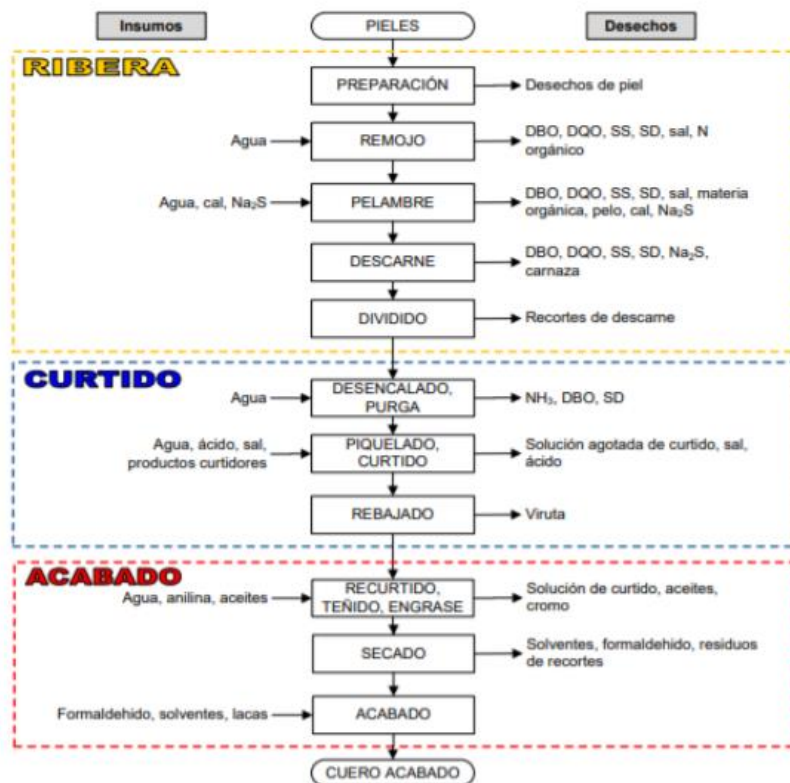 Insumos
PIELES
Desechos
RIBERA
PREPARACIÓN
Desechos de piel
Agua
REMOJO
DBO, DQO, SS, SD, sal, N
orgánico
Agua, cal, Na₂S
PELAMBRE
DBO, DQO, SS, SD, sal, materia
orgánica, pelo, cal, Na₂S
DESCARNE
DBO, DQO, SS, SD, Na₂S,
carnaza
DIVIDIDO
Recortes de descarne
CURTIDO
Agua
DESENCALADO,
PURGA
NH₃, DBO, SD
Agua, ácido, sal,
productos curtidores
PIQUELADO,
CURTIDO
Solución agotada de curtido, sal,
ácido
REBAJADO
Viruta
ACABADO
Agua, anilina, aceites
RECURTIDO,
TEÑIDO, ENGRASE
Solución de curtido, aceites,
cromo
SECADO
Solventes, formaldehido, residuos
de recortes
Formaldehido, solventes, lacas
ACABADO
CUERO ACABADO